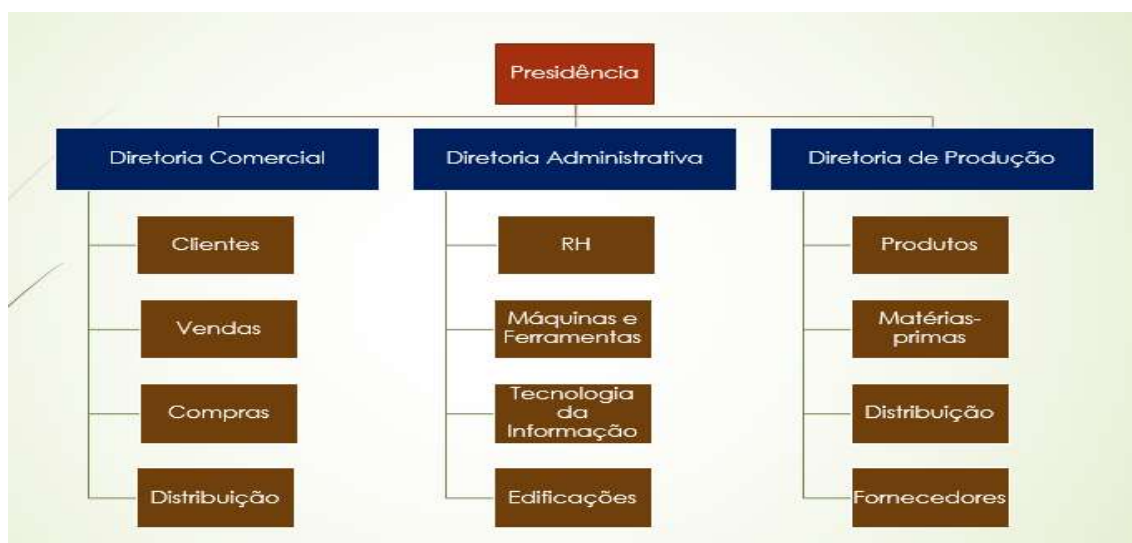 Presidência
Diretoria Comercial
Diretoria Administrativa
Diretoria de Produção
Clientes
RH
Produtos
Vendas
Máquinas e
Ferramentas
Matérias-
primas
Compras
Tecnologia
da
Informação
Distribuição
Distribuição
Edificações
Fornecedores